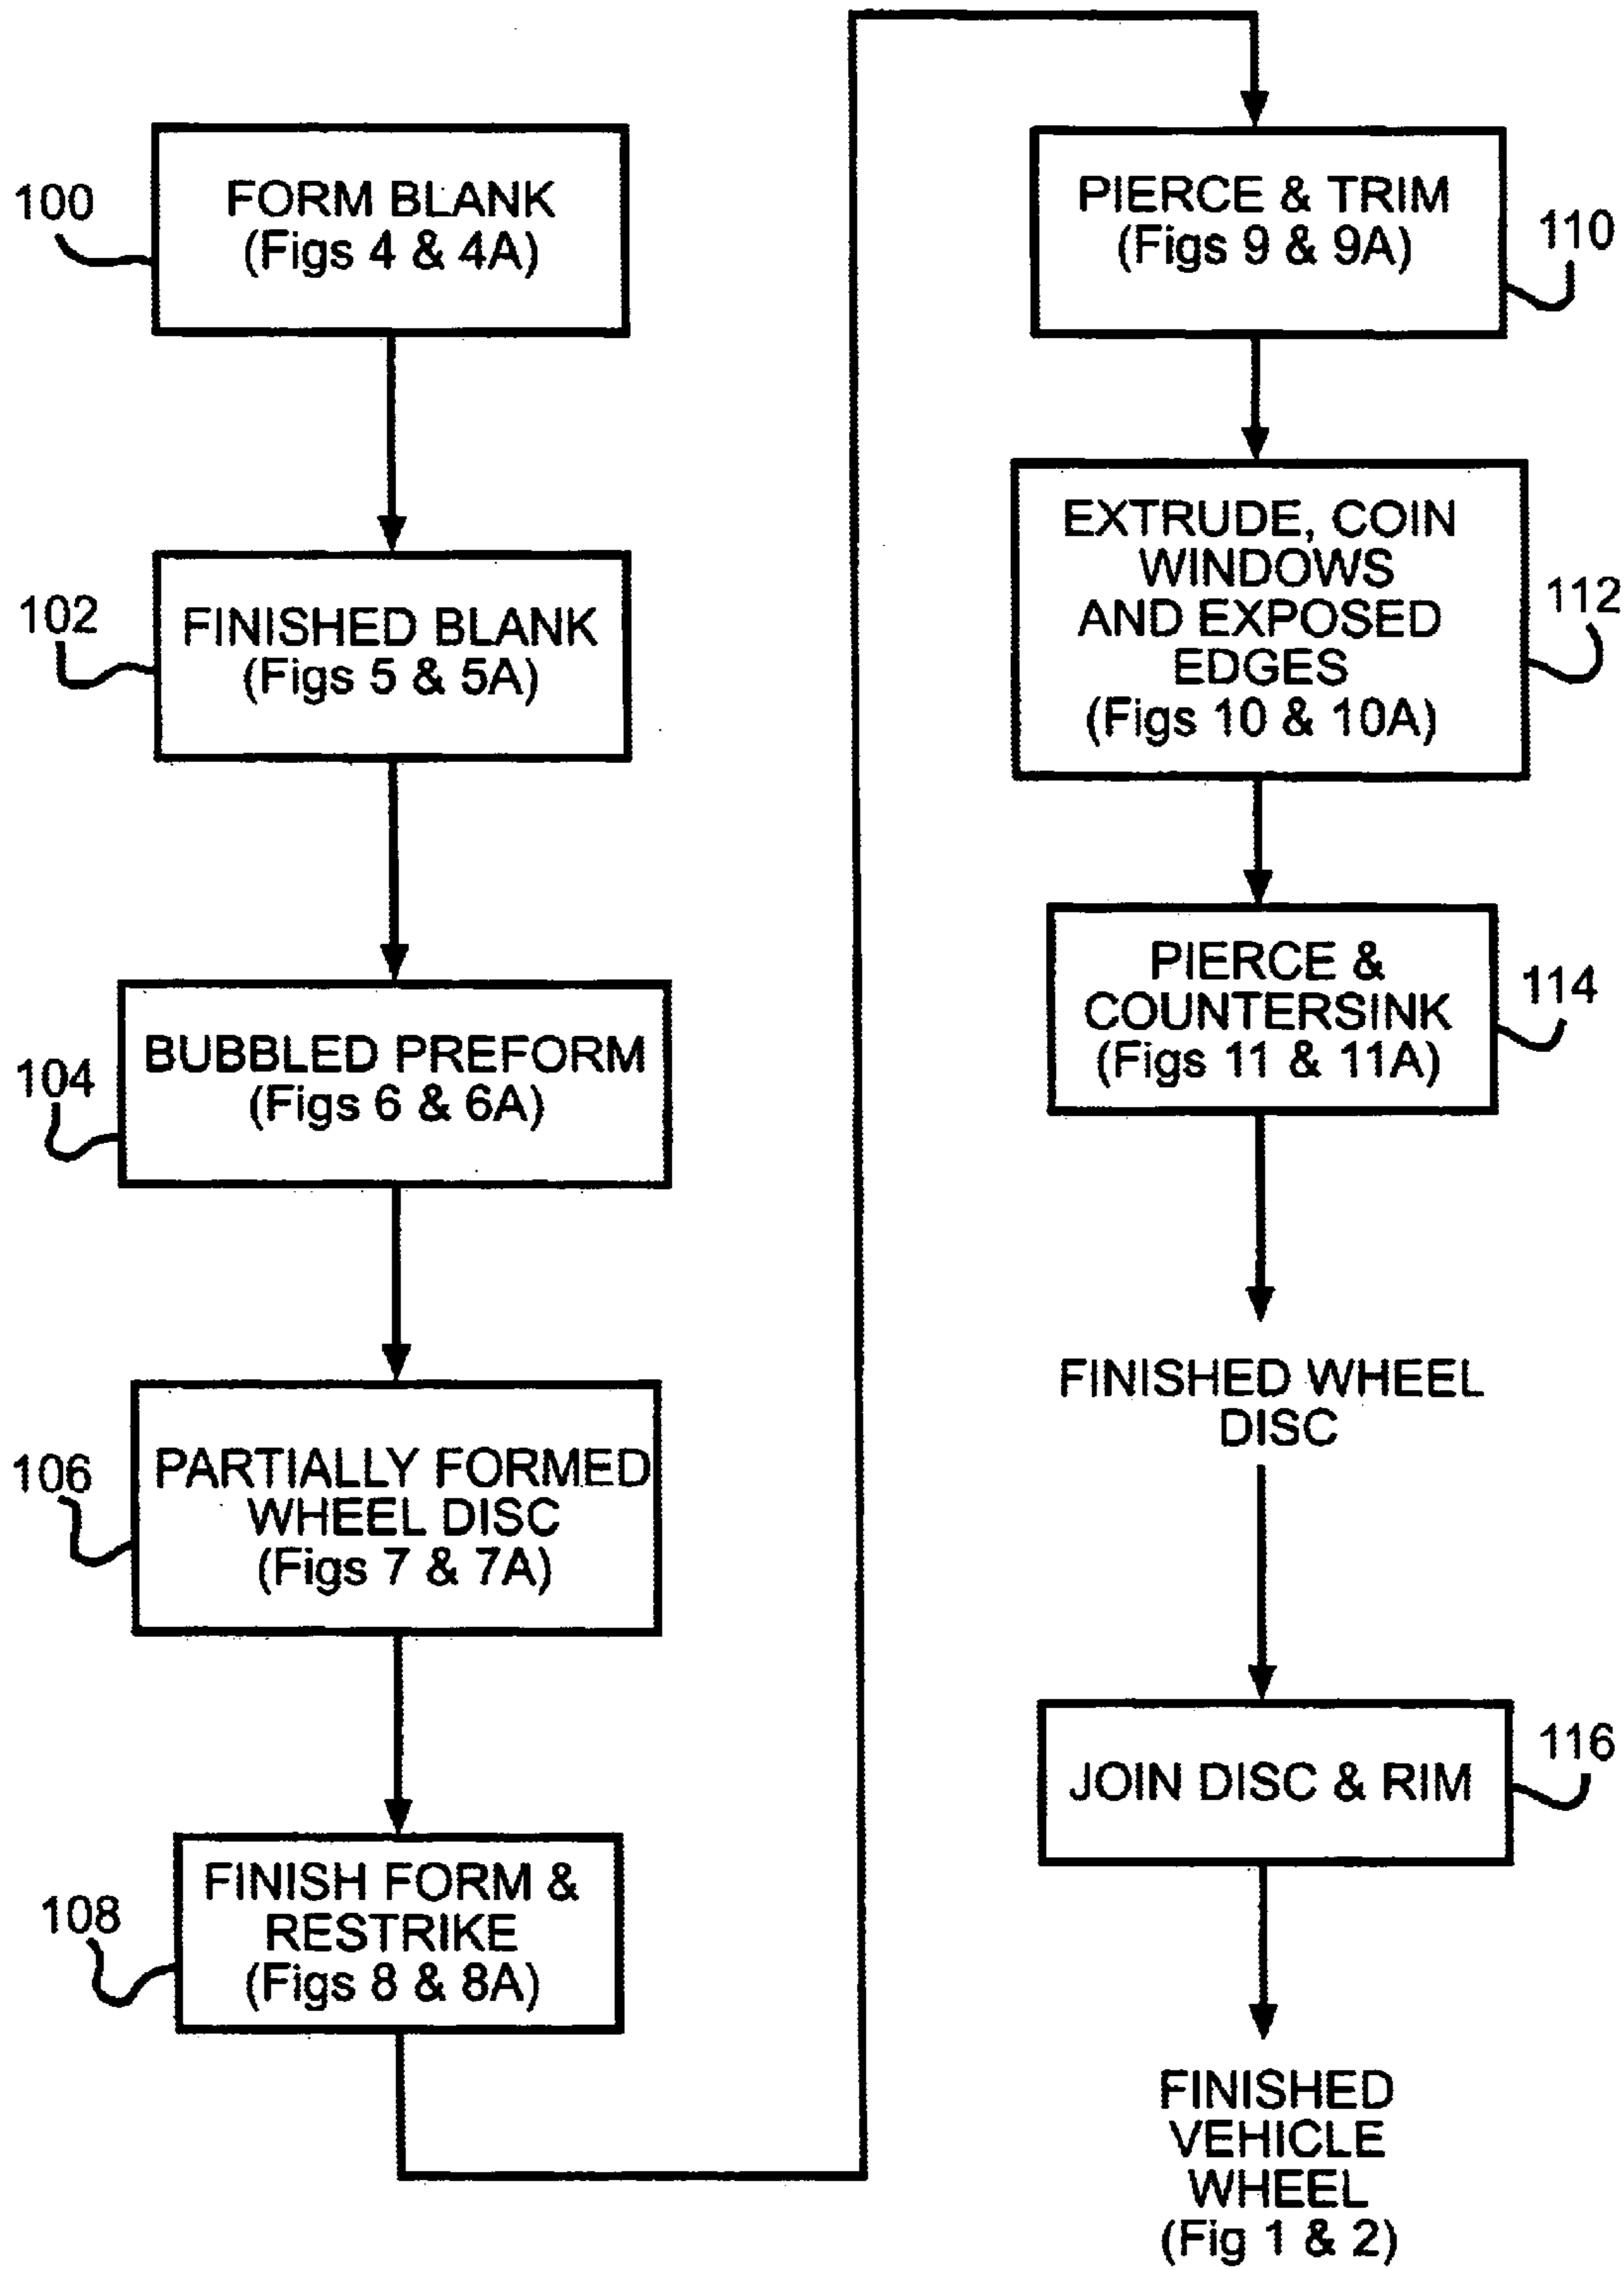 100
FORM BLANK
(Figs 4 & 4A)
102
FINISHED BLANK
(Figs 5 & 5A)
104
BUBBLED PREFORM
(Figs 6 & 6A)
106
PARTIALLY FORMED
WHEEL DISC
(Figs 7 & 7A)
108
FINISH FORM &
RESTRIKE
(Figs 8 & 8A)
PIERCE & TRIM
(Figs 9 & 9A)
110
EXTRUDE, COIN
WINDOWS
AND EXPOSED
EDGES
(Figs 10 & 10A)
112
PIERCE &
COUNTERSINK
(Figs 11 & 11A)
114
FINISHED WHEEL
DISC
JOIN DISC & RIM
116
FINISHED
VEHICLE
WHEEL
(Fig 1 & 2)